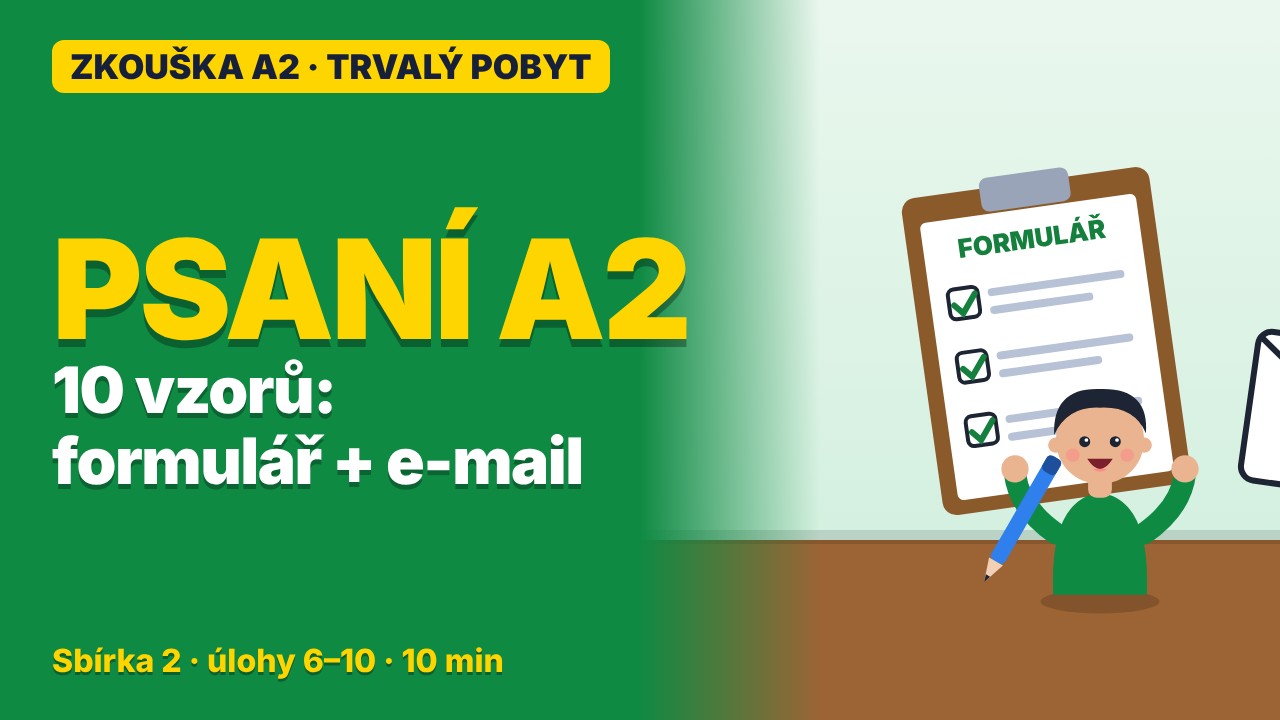 ZKOUŠKA A2 · TRVALÝ POBYT
PSANÍ A2
10 vzorů:
formulář + e-mail
Sbírka 2 · úlohy 6–10 · 10 min
FORMULÁŘ